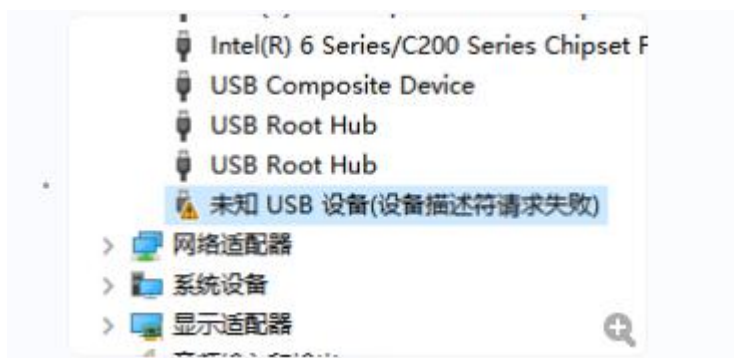 Intel(R) 6 Series/C200 Series Chipset F
USB Composite Device
USB Root Hub
USB Root Hub
未知 USB 设备(设备描述符请求失败)
网络适配器
系统设备
显示适配器